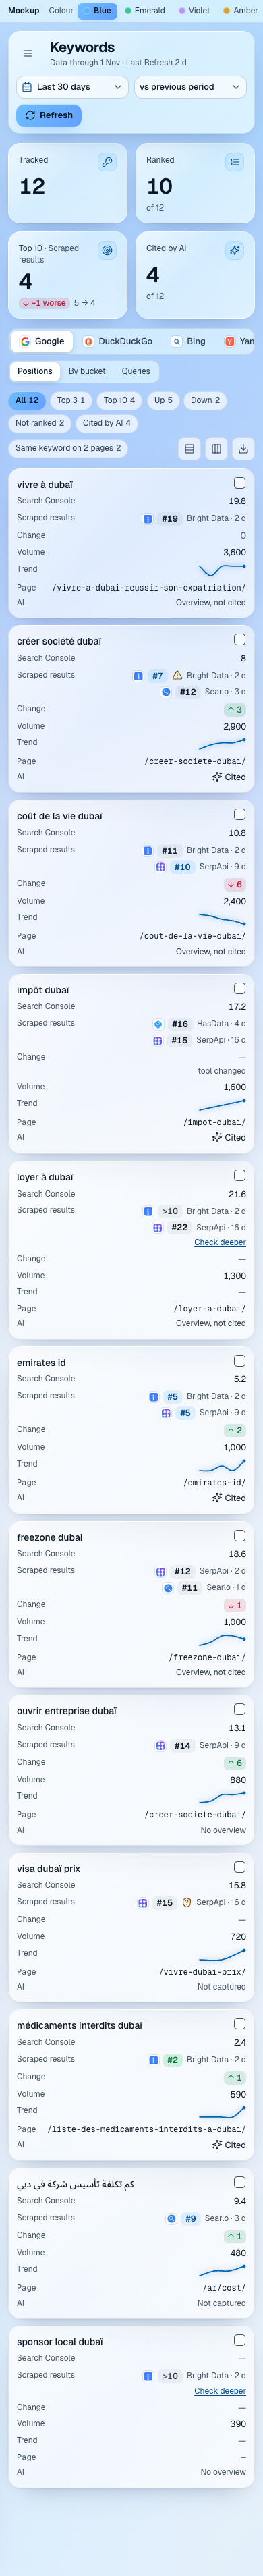 Mockup Colour Blue Emerald Violet Amber
Keywords
Data through 1 Nov · Last Refresh 2 d
Last 30 days vs previous period
Refresh
Tracked
12
Ranked
10
of 12
Top 10 · Scraped results
4
↓ −1 worse 5 → 4
Cited by AI
4
of 12
Google DuckDuckGo Bing Yan
Positions By bucket Queries
All 12 Top 3 1 Top 10 4 Up 5 Down 2
Not ranked 2 Cited by AI 4
Same keyword on 2 pages 2
vivre à dubaï
Search Console 19.8
Scraped results #19 Bright Data · 2 d
Change 0
Volume 3,600
Trend
Page /vivre-a-dubai-reussir-son-expatriation/
AI Overview, not cited
créer société dubaï
Search Console 8
Scraped results #7 Bright Data · 2 d
#12 Searlo · 3 d
Change ↑ 3
Volume 2,900
Trend
Page /creer-societe-dubai/
AI Cited
coût de la vie dubaï
Search Console 10.8
Scraped results #11 Bright Data · 2 d
#10 SerpApi · 9 d
Change ↓ 6
Volume 2,400
Trend
Page /cout-de-la-vie-dubai/
AI Overview, not cited
impôt dubaï
Search Console 17.2
Scraped results #16 HasData · 4 d
#15 SerpApi · 16 d
Change —
tool changed
Volume 1,600
Trend
Page /impot-dubai/
AI Cited
loyer à dubaï
Search Console 21.6
Scraped results >10 Bright Data · 2 d
#22 SerpApi · 16 d
Check deeper
Change —
Volume 1,300
Trend —
Page /loyer-a-dubai/
AI Overview, not cited
emirates id
Search Console 5.2
Scraped results #5 Bright Data · 2 d
#5 SerpApi · 9 d
Change ↑ 2
Volume 1,000
Trend
Page /emirates-id/
AI Cited
freezone dubai
Search Console 18.6
Scraped results #12 SerpApi · 2 d
#11 Searlo · 1 d
Change ↓ 1
Volume 1,000
Trend
Page /freezone-dubai/
AI Overview, not cited
ouvrir entreprise dubaï
Search Console 13.1
Scraped results #14 SerpApi · 9 d
Change ↑ 6
Volume 880
Trend
Page /creer-societe-dubai/
AI No overview
visa dubaï prix
Search Console 15.8
Scraped results #15 SerpApi · 16 d
Change —
Volume 720
Trend
Page /vivre-dubai-prix/
AI Not captured
médicaments interdits dubaï
Search Console 2.4
Scraped results #2 Bright Data · 2 d
Change ↑ 1
Volume 590
Trend
Page /liste-des-medicaments-interdits-a-dubai/
AI Cited
كم تكلفة تأسيس شركة في دبي
Search Console 9.4
Scraped results #9 Searlo · 3 d
Change ↑ 1
Volume 480
Trend
Page /ar/cost/
AI Not captured
sponsor local dubaï
Search Console —
Scraped results >10 Bright Data · 2 d
Check deeper
Change —
Volume 390
Trend —
Page –
AI No overview